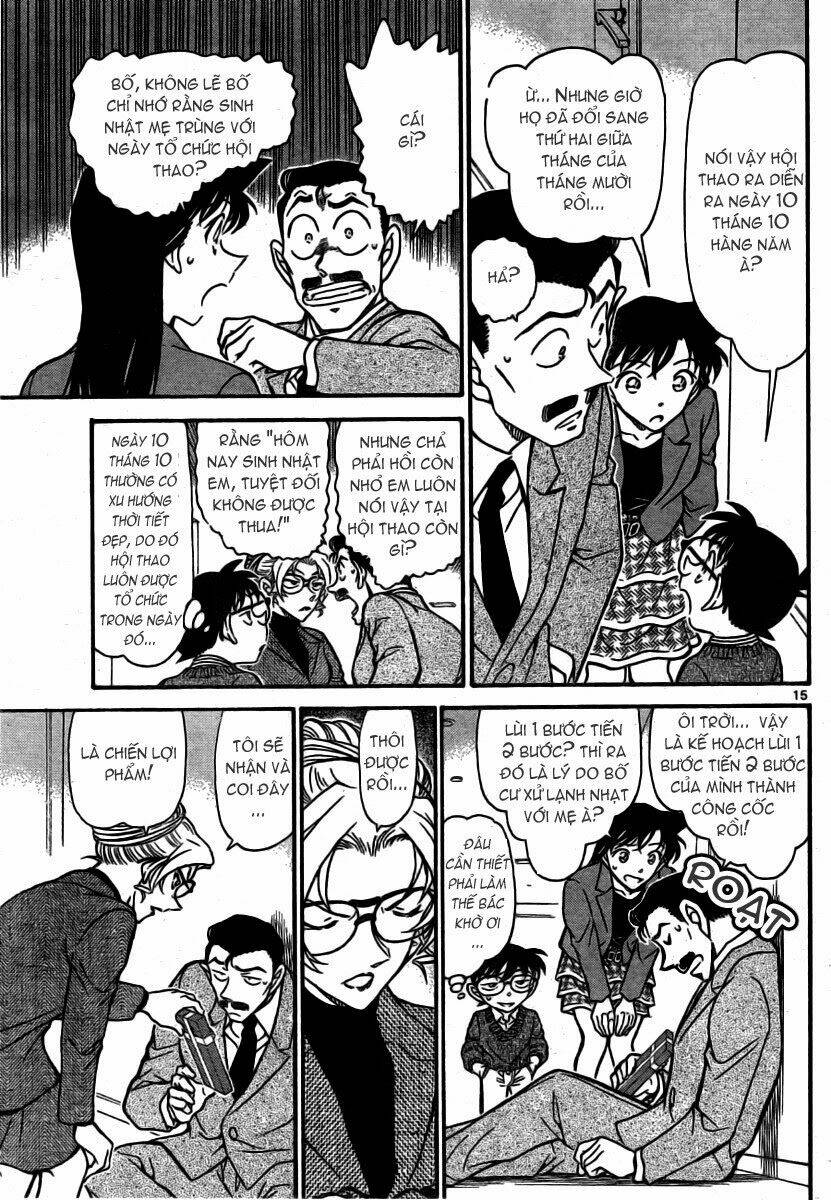 NÓI VẬY HỘI
THAO RA DIỄN
RA NGÀY 10
THÁNG 10
HÀNG NĂM
À?
Ừ... NHƯNG GIỜ
HỌ ĐÃ ĐỔI SANG
THỨ HAI GIỮA
THÁNG CỦA
THÁNG MƯỜI
RỒI...
HẢ?
CÁI
GÌ?
BỐ, KHÔNG LẼ BỐ
CHỈ NHỚ RẰNG SINH
NHẬT MẸ TRÙNG VỚI
NGÀY TỔ CHỨC HỘI
THAO?
NHƯNG CHẢ
PHẢI HỒI CÒN
NHỎ EM LUÔN
NÓI VẬY TẠI
HỘI THAO CÒN
GÌ?
RẰNG "HÔM
NAY SINH NHẬT
EM, TUYỆT ĐỐI
KHÔNG ĐƯỢC
THUA!"
NGÀY 10
THÁNG 10
THƯỜNG CÓ
XU HƯỚNG
THỜI TIẾT
ĐẸP, DO ĐÓ
HỘI THAO
LUÔN ĐƯỢC
TỔ CHỨC
TRONG NGÀY
ĐÓ...
15
ÔI TRỜI... VẬY
LÀ KẾ HOẠCH LÙI 1
BƯỚC TIẾN 2 BƯỚC
CỦA MÌNH THÀNH
CÔNG CỐC
RỒI!
LÙI 1 BƯỚC TIẾN
2 BƯỚC? THÌ RA
ĐÓ LÀ LÝ DO BỐ
CƯ XỬ LẠNH NHẠT
VỚI MẸ À?
ROẠT
ĐÂU
CẦN THIẾT
PHẢI LÀM
THẾ BÁC
KHỜ ƠI
...
THÔI
ĐƯỢC
RỒI...
TÔI SẼ
NHẬN VÀ
COI ĐÂY
...
LÀ CHIẾN LỢI
PHẨM!